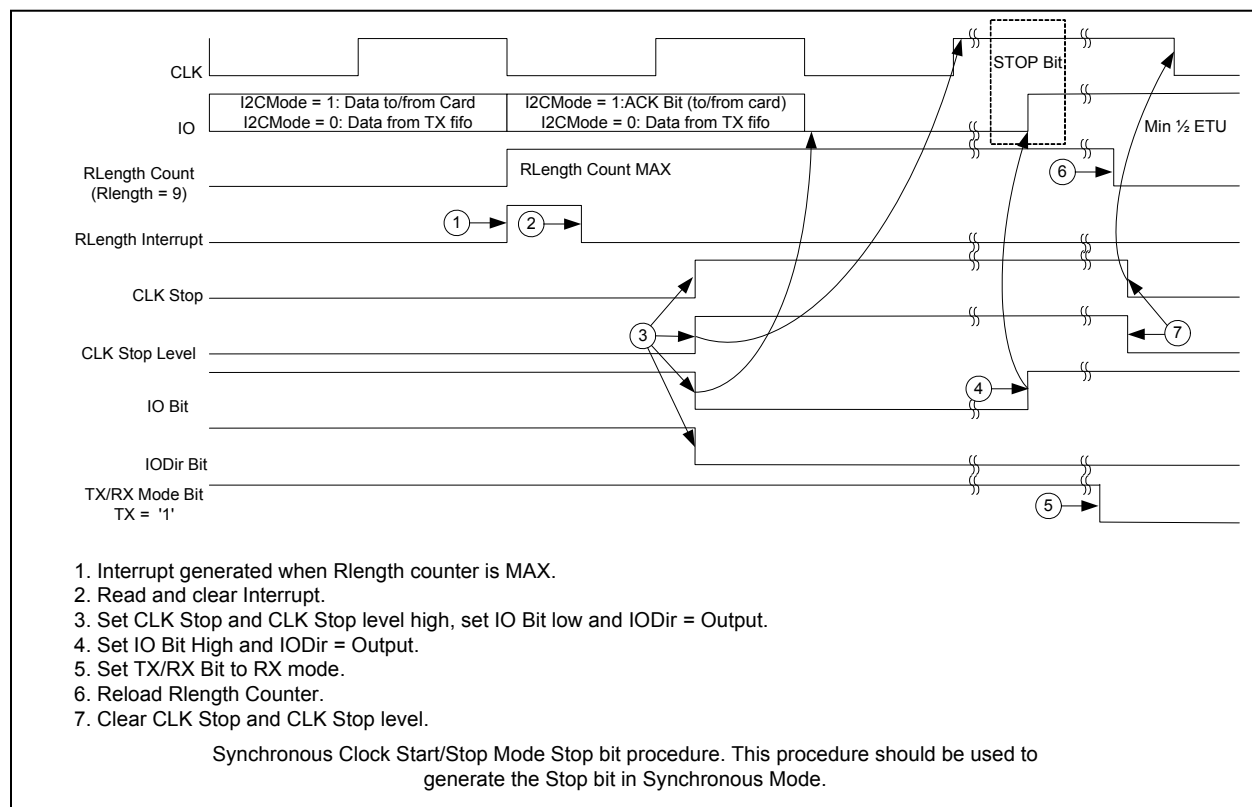 CLK
STOP Bit
I2CMode = 1: Data to/from Card
I2CMode = 0: Data from TX fifo
I2CMode = 1:ACK Bit (to/from card)
I2CMode = 0: Data from TX fifo
IO
Min ½ ETU
RLength Count
(Rlength = 9)
RLength Count MAX
6
1
2
RLength Interrupt
CLK Stop
3
7
CLK Stop Level
4
IO Bit
IODir Bit
TX/RX Mode Bit
TX = '1'
5
1. Interrupt generated when Rlength counter is MAX.
2. Read and clear Interrupt.
3. Set CLK Stop and CLK Stop level high, set IO Bit low and IODir = Output.
4. Set IO Bit High and IODir = Output.
5. Set TX/RX Bit to RX mode.
6. Reload Rlength Counter.
7. Clear CLK Stop and CLK Stop level.
Synchronous Clock Start/Stop Mode Stop bit procedure. This procedure should be used to
generate the Stop bit in Synchronous Mode.